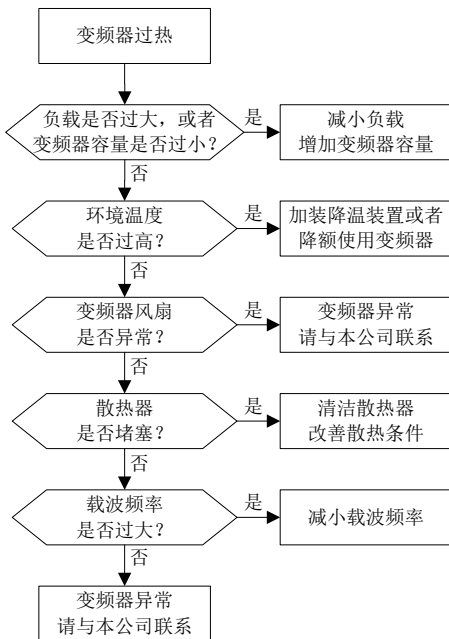 变频器过热
负载是否过大，或者
变频器容量是否过小？
是
减小负载
增加变频器容量
否
环境温度
是否过高？
是
加装降温装置或者
降额使用变频器
否
变频器风扇
是否异常？
是
变频器异常
请与本公司联系
否
散热器
是否堵塞？
是
清洁散热器
改善散热条件
否
载波频率
是否过大？
是
减小载波频率
否
变频器异常
请与本公司联系